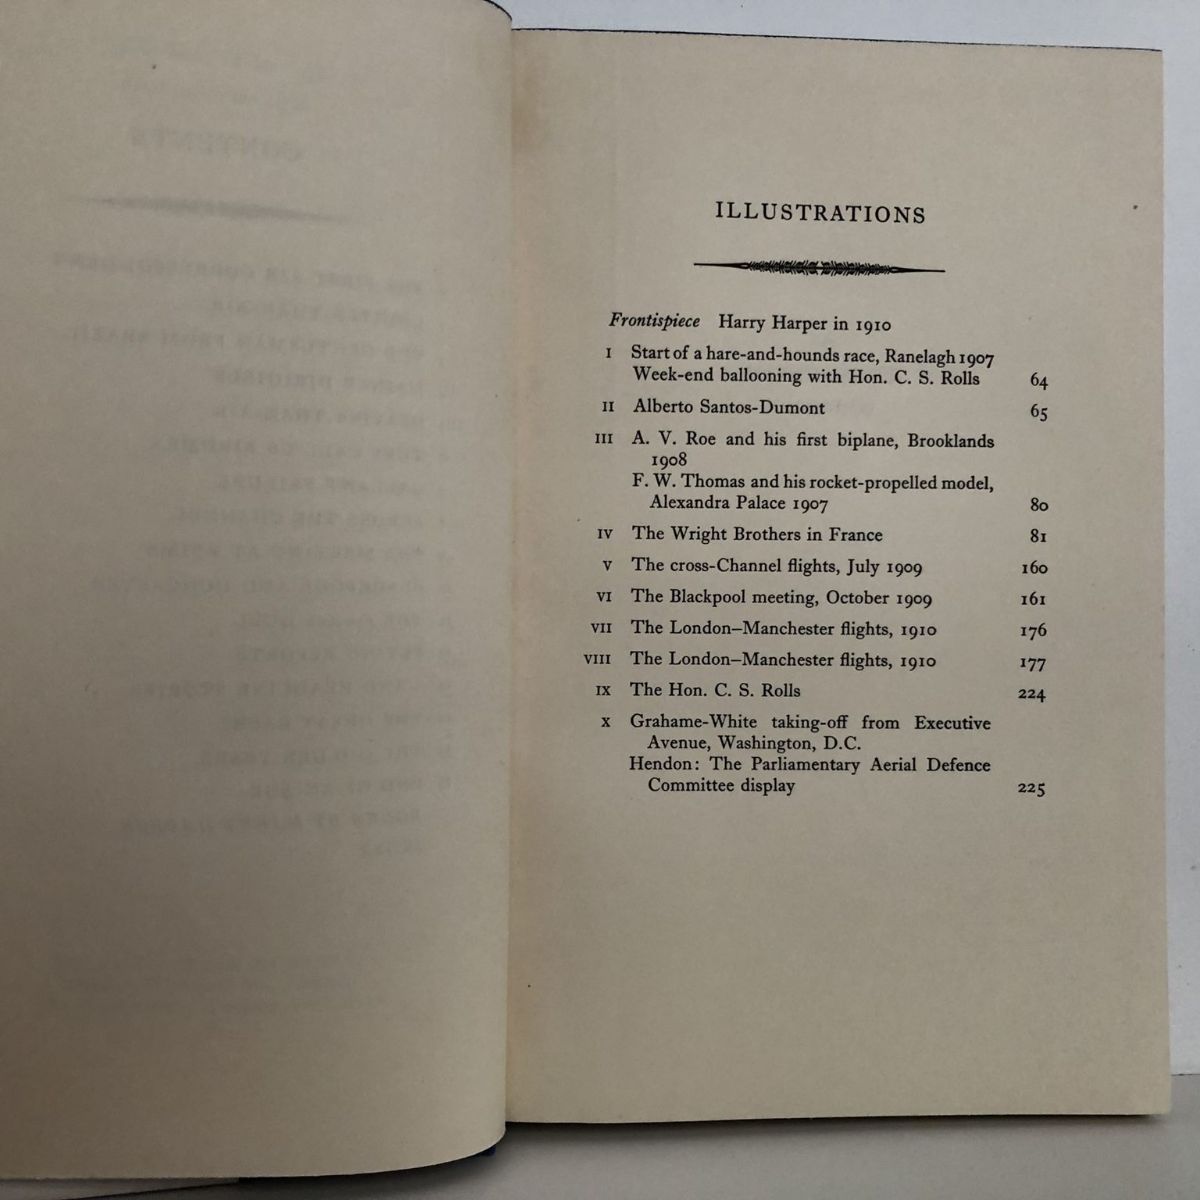 ILLUSTRATIONS
Frontispiece Harry Harper in 1910
I Start of a hare-and-hounds race, Ranelagh 1907
Week-end ballooning with Hon. C. S. Rolls 64
II Alberto Santos-Dumont 65
III A. V. Roe and his first biplane, Brooklands
1908
F. W. Thomas and his rocket-propelled model,
Alexandra Palace 1907 80
IV The Wright Brothers in France 81
V The cross-Channel flights, July 1909 160
VI The Blackpool meeting, October 1909 161
VII The London–Manchester flights, 1910 176
VIII The London–Manchester flights, 1910 177
IX The Hon. C. S. Rolls 224
X Grahame-White taking-off from Executive
Avenue, Washington, D.C.
Hendon: The Parliamentary Aerial Defence
Committee display 225